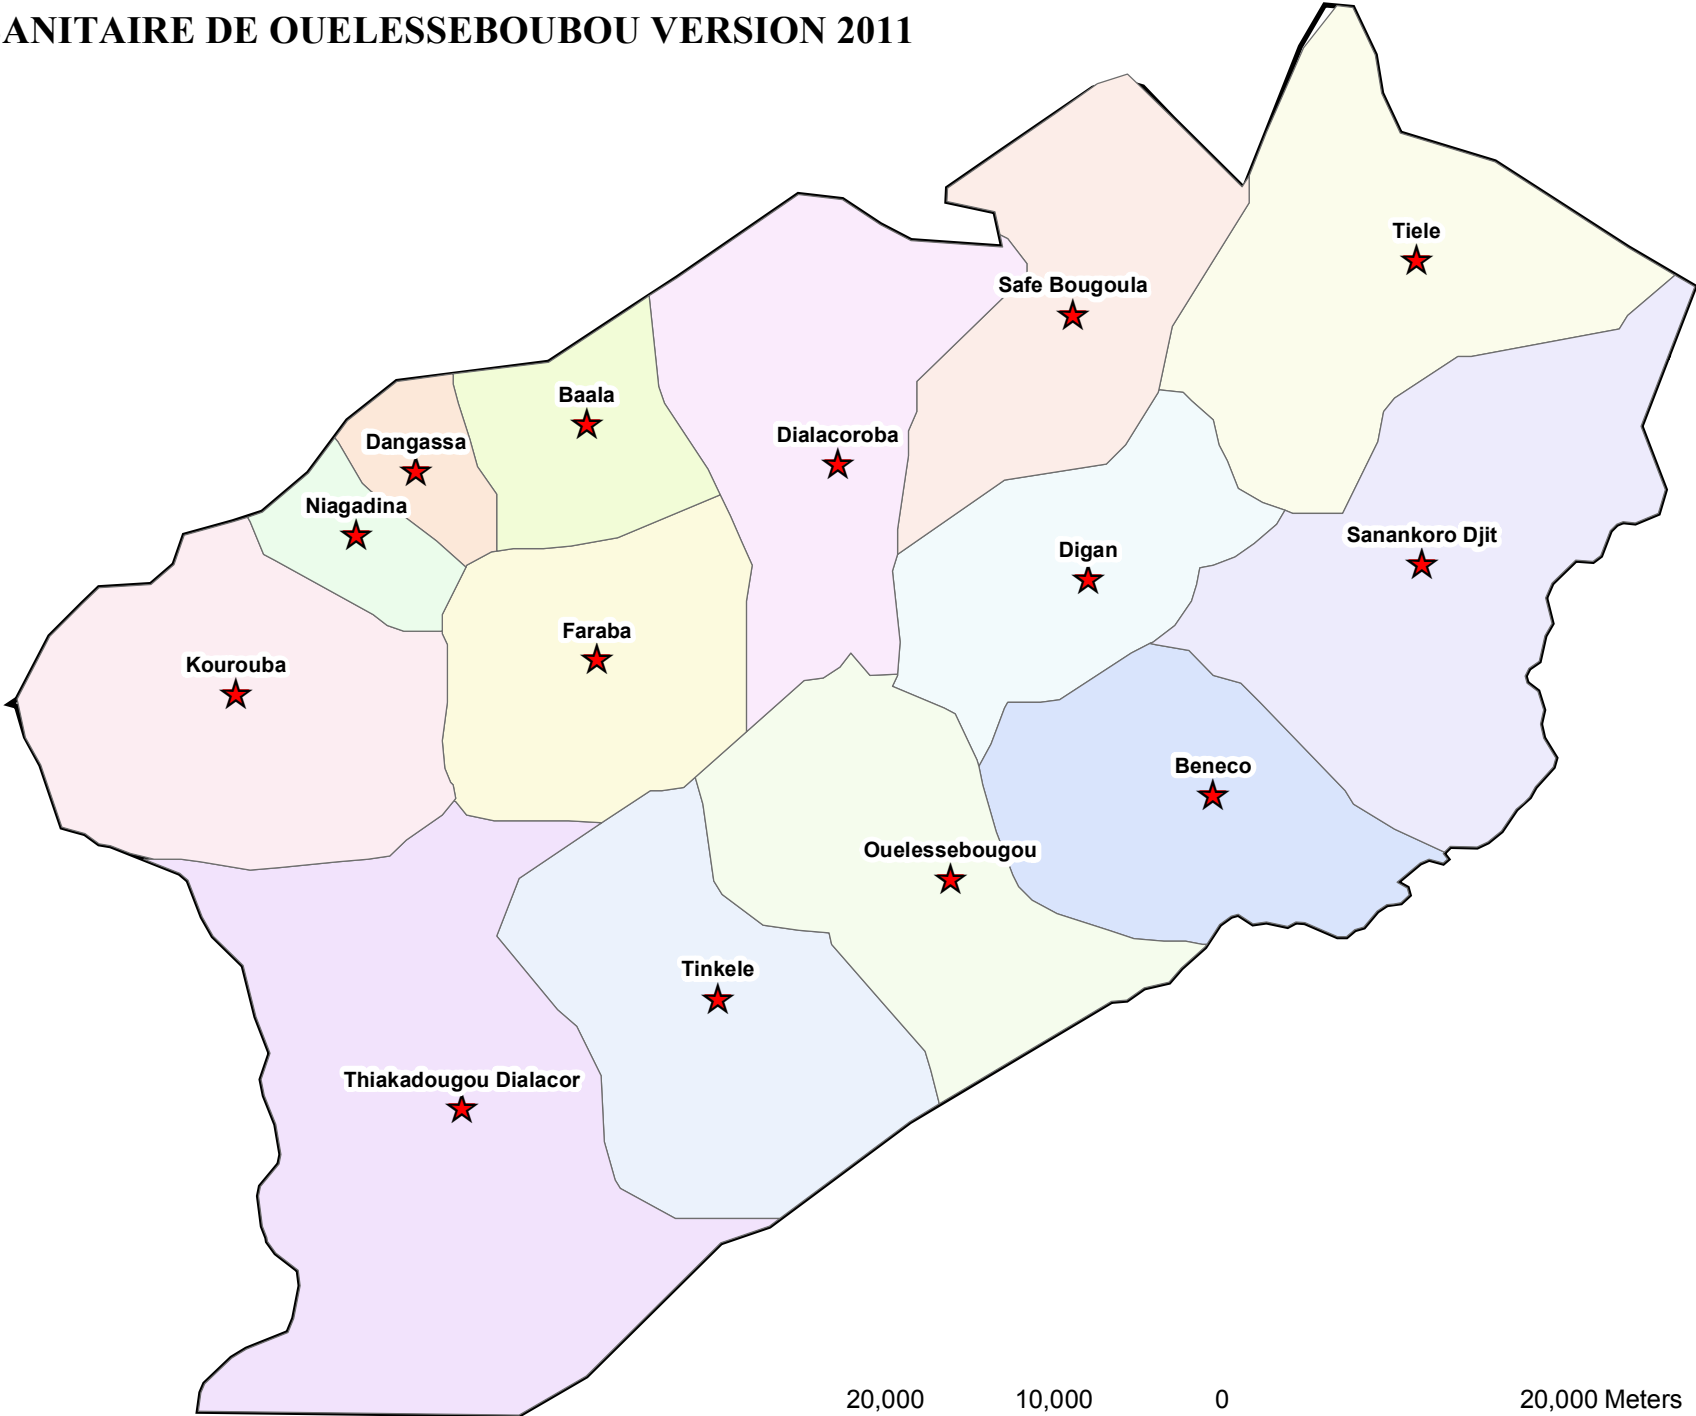 ANITAIRE DE OUELESSEBOUBOU VERSION 2011
Tiele
Safe Bougoula
Baala
Dialacoroba
Dangassa
Niagadina
Sanankoro Djit
Digan
Faraba
Kourouba
Beneco
Ouelessebougou
Tinkele
Thiakadougou Dialacor
20,000 10,000 0 20,000 Meters